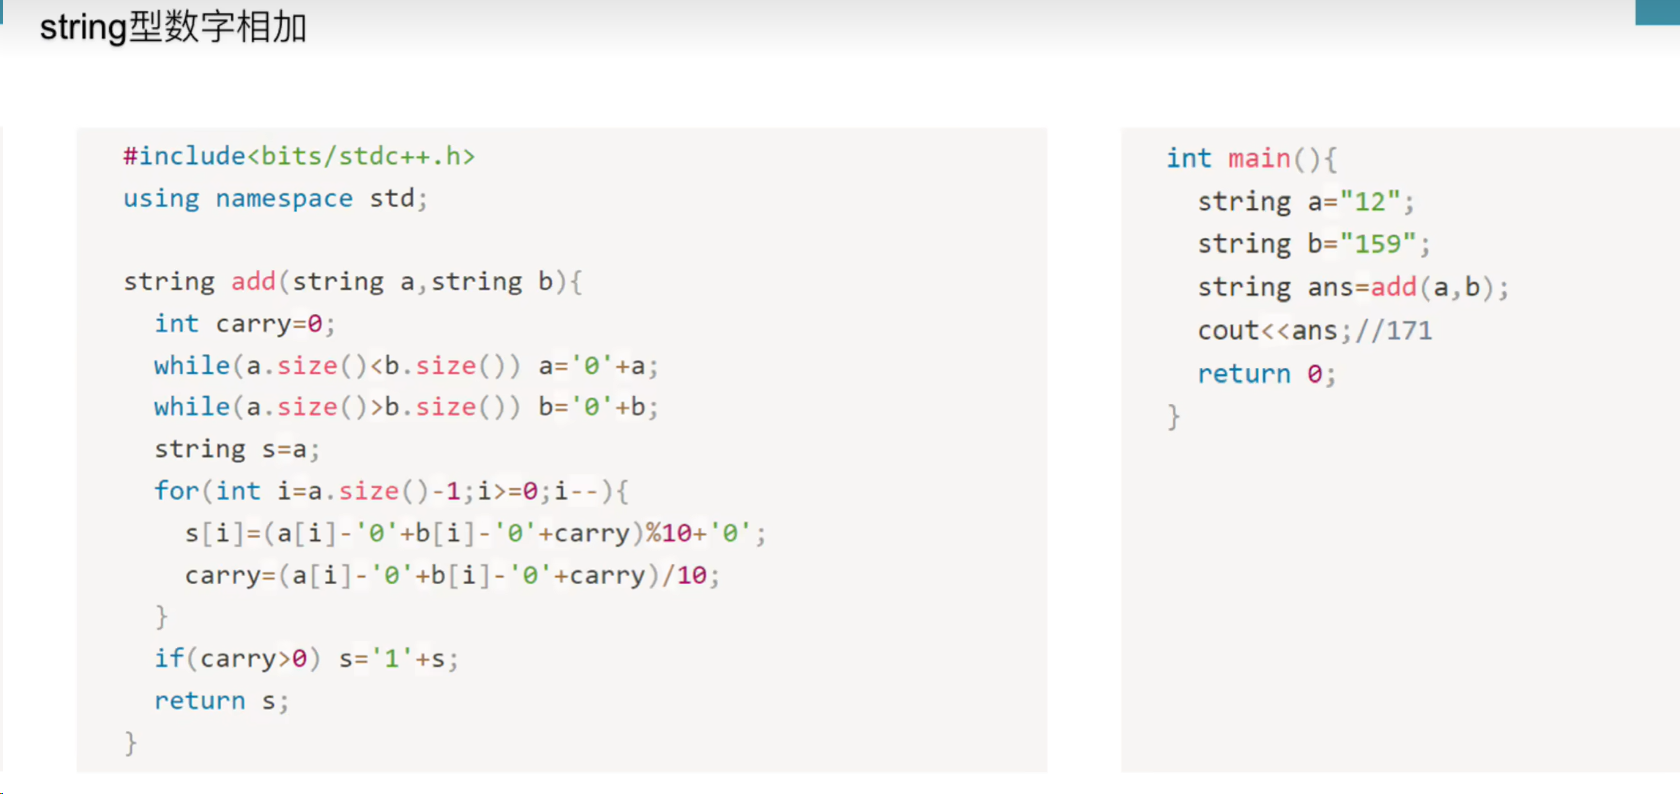 string型数字相加
#include<bits/stdc++.h>
using namespace std;
string add(string a,string b){
int carry=0;
while(a.size()<b.size()) a='0'+a;
while(a.size()>b.size()) b='0'+b;
string s=a;
for(int i=a.size()-1;i>=0;i--){
s[i]=(a[i]-'0'+b[i]-'0'+carry)%10+'0';
carry=(a[i]-'0'+b[i]-'0'+carry)/10;
}
if(carry>0) s='1'+s;
return s;
}
int main(){
string a="12";
string b="159";
string ans=add(a,b);
cout<<ans;//171
return 0;
}